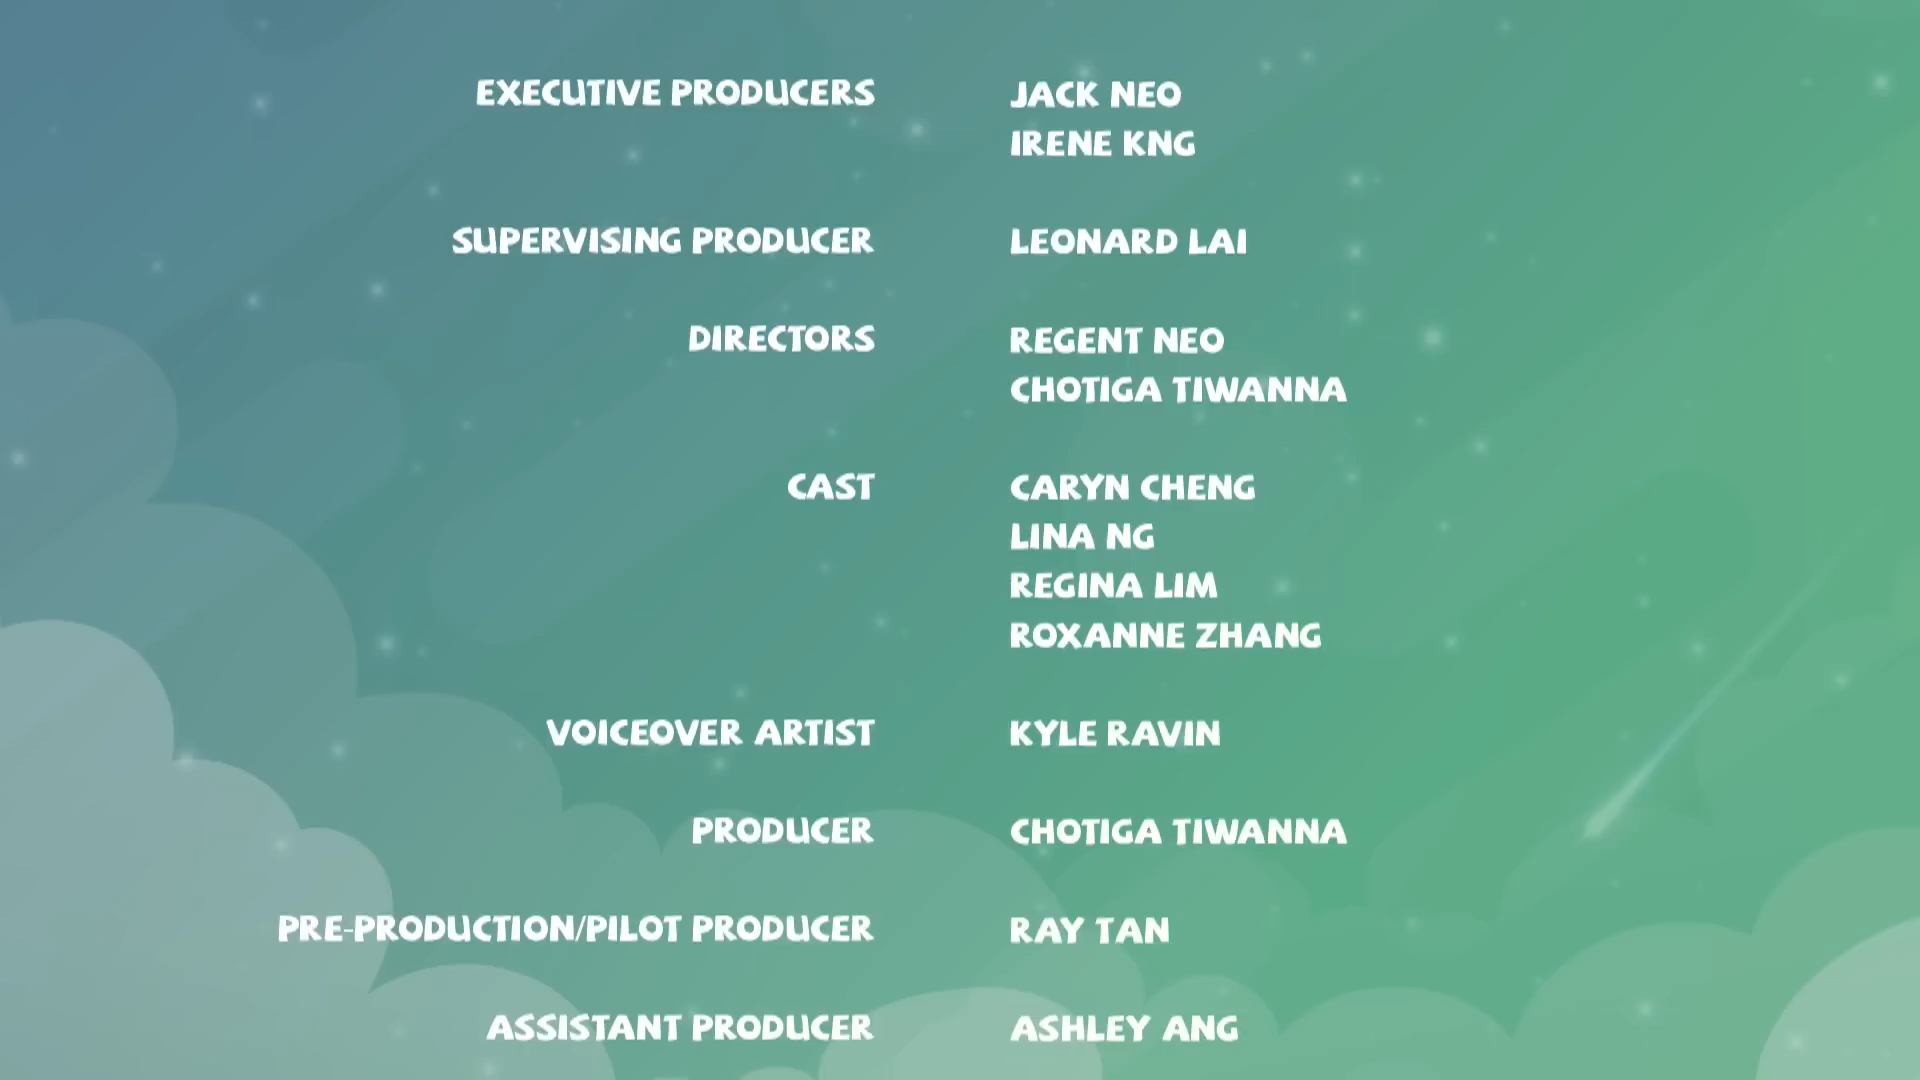 EXECUTIVE PRODUCERS JACK NEO
IRENE KNG
SUPERVISING PRODUCER LEONARD LAI
DIRECTORS REGENT NEO
CHOTIGA TIWANNA
CAST CARYN CHENG
LINA NG
REGINA LIM
ROXANNE ZHANG
VOICEOVER ARTIST KYLE RAVIN
PRODUCER CHOTIGA TIWANNA
PRE-PRODUCTION/PILOT PRODUCER RAY TAN
ASSISTANT PRODUCER ASHLEY ANG